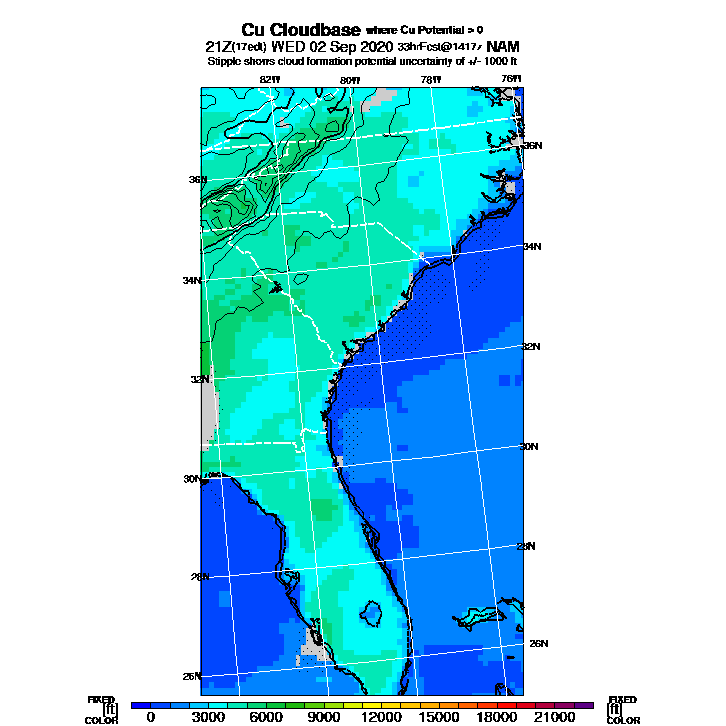 Cu Cloudbase where Cu Potential > 0
21Z(17edt) WED 02 Sep 2020 33hrFcst@1417z NAM
Stipple shows cloud formation potential uncertainty of +/- 1000 ft
82W 80W 78W 76W
36N
36N
34N
34N
32N
32N
30N
30N
28N
28N
26N
26N
FIXED
[ft]
COLOR
0 3000 6000 9000 12000 15000 18000 21000
FIXED
[ft]
COLOR